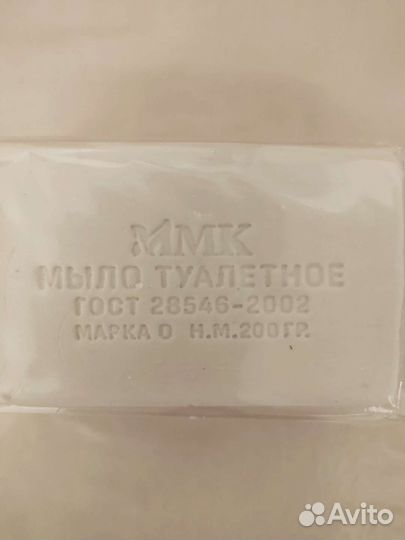 ММК
МЫЛО ТУАЛЕТНОЕ
ГОСТ 28546-2002
МАРКА О Н.М.200ГР.
Avito